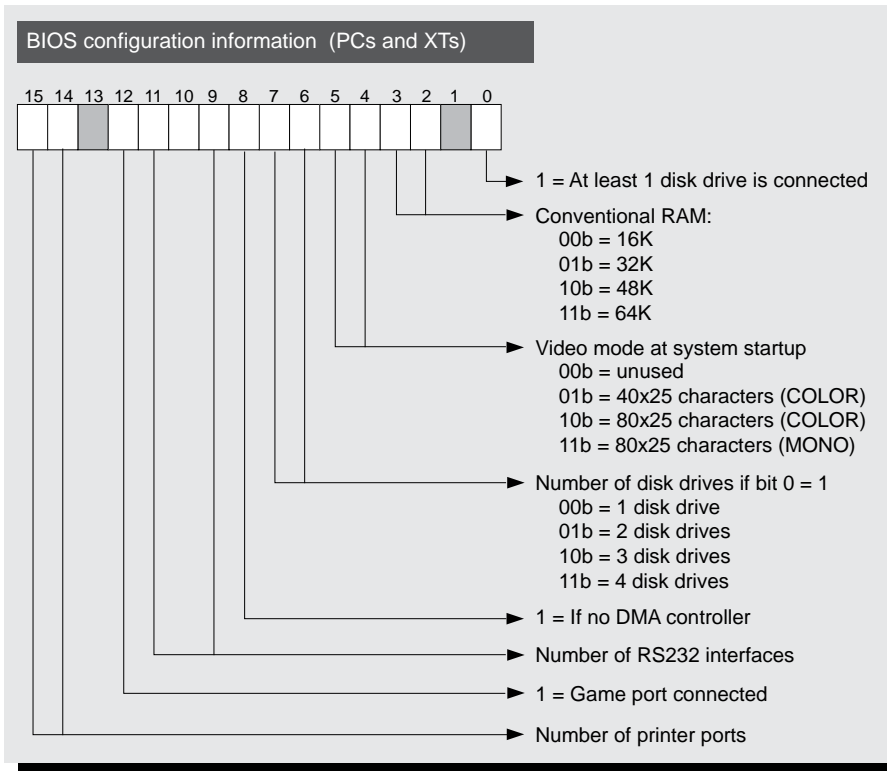 BIOS configuration information (PCs and XTs)
15 14 13 12 11 10 9 8 7 6 5 4 3 2 1 0
1 = At least 1 disk drive is connected
Conventional RAM:
00b = 16K
01b = 32K
10b = 48K
11b = 64K
Video mode at system startup
00b = unused
01b = 40x25 characters (COLOR)
10b = 80x25 characters (COLOR)
11b = 80x25 characters (MONO)
Number of disk drives if bit 0 = 1
00b = 1 disk drive
01b = 2 disk drives
10b = 3 disk drives
11b = 4 disk drives
1 = If no DMA controller
Number of RS232 interfaces
1 = Game port connected
Number of printer ports